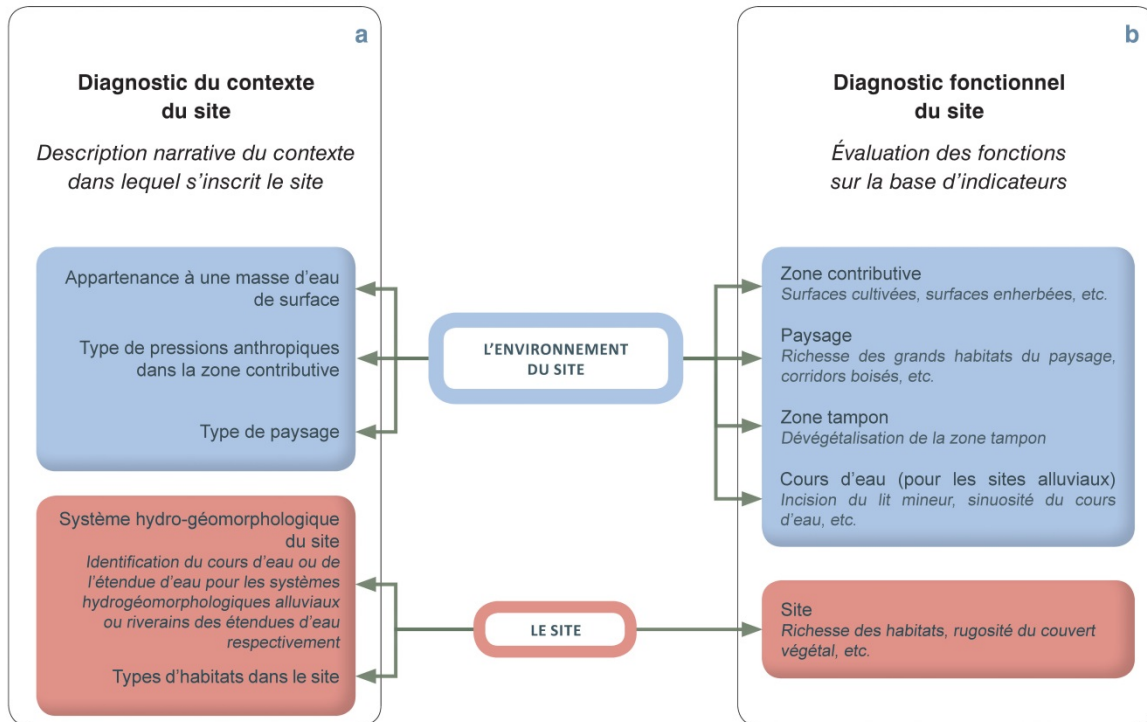 a
Diagnostic du contexte
du site
Description narrative du contexte
dans lequel s'inscrit le site
Appartenance à une masse d'eau
de surface
Type de pressions anthropiques
dans la zone contributive
Type de paysage
Système hydro-géomorphologique
du site
Identification du cours d'eau ou de
l'étendue d'eau pour les systèmes
hydrogéomorphologiques alluviaux
ou riverains des étendues d'eau
respectivement
Types d'habitats dans le site
L'ENVIRONNEMENT
DU SITE
LE SITE
b
Diagnostic fonctionnel
du site
Évaluation des fonctions
sur la base d'indicateurs
Zone contributive
Surfaces cultivées, surfaces enherbées, etc.
Paysage
Richesse des grands habitats du paysage,
corridors boisés, etc.
Zone tampon
Dévégétalisation de la zone tampon
Cours d'eau (pour les sites alluviaux)
Incision du lit mineur, sinuosité du cours
d'eau, etc.
Site
Richesse des habitats, rugosité du couvert
végétal, etc.